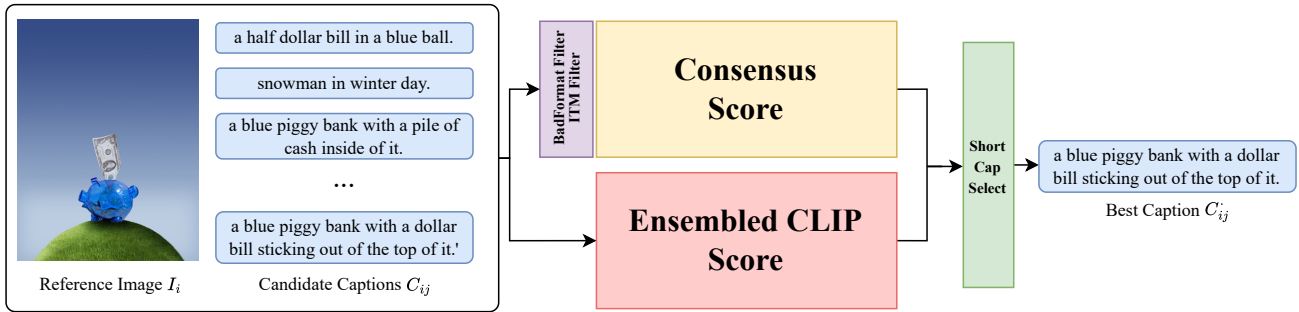 a half dollar bill in a blue ball.
snowman in winter day.
a blue piggy bank with a pile of
cash inside of it.
...
a blue piggy bank with a dollar
bill sticking out of the top of it.'
Reference Image I_i
Candidate Captions C_ij
BadFormat Filter
ITM Filter
Consensus
Score
Ensembled CLIP
Score
Short
Cap
Select
a blue piggy bank with a dollar
bill sticking out of the top of it.
Best Caption C_ij^.